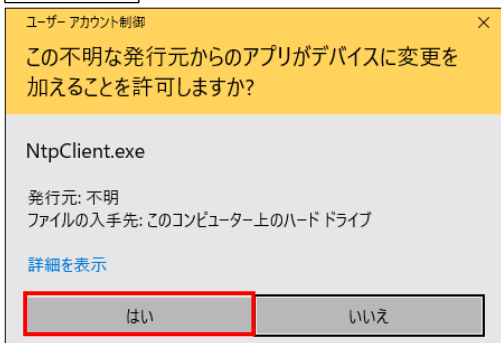 ユーザー アカウント制御
この不明な発行元からのアプリがデバイスに変更を
加えることを許可しますか?
NtpClient.exe
発行元: 不明
ファイルの入手先: このコンピューター上のハード ドライブ
詳細を表示
はい
いいえ